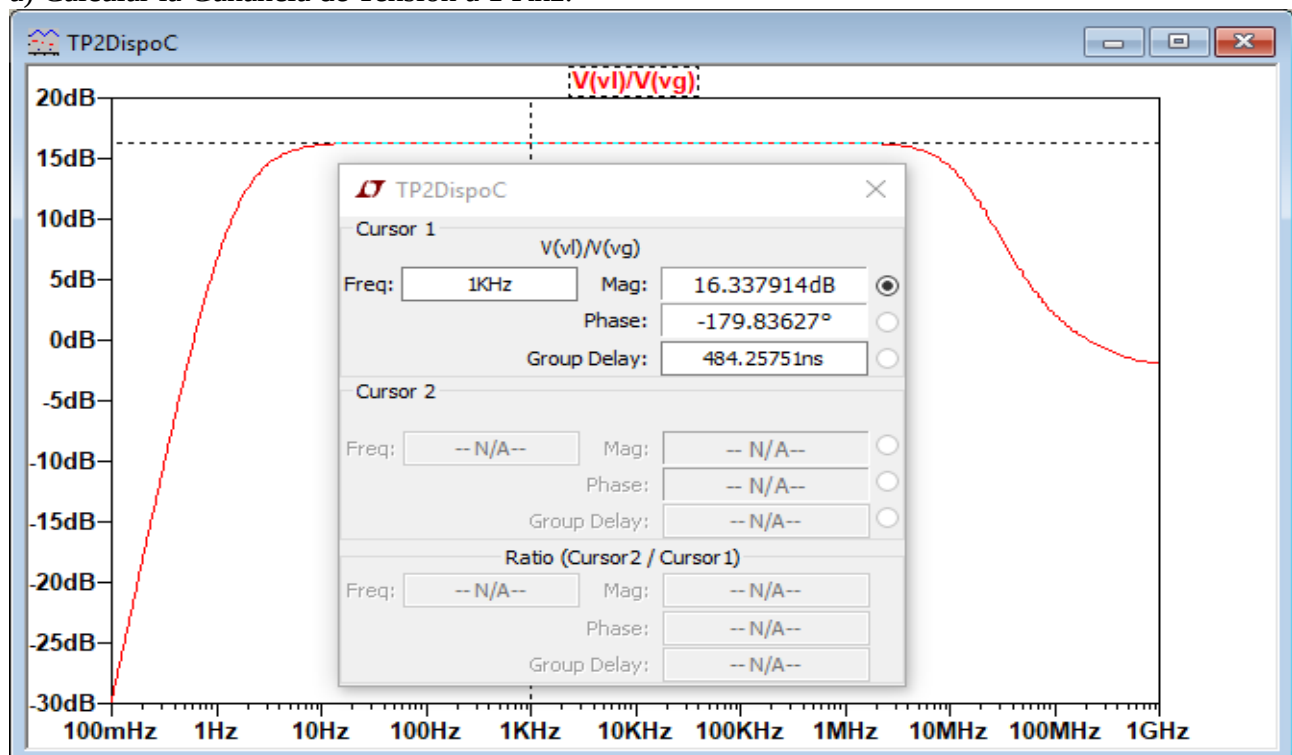 TP2DispoC
V(vl)/V(vg)
20dB
15dB
10dB
5dB
0dB
-5dB
-10dB
-15dB
-20dB
-25dB
-30dB
TP2DispoC
Cursor 1
V(vl)/V(vg)
Freq: 1KHz Mag: 16.337914dB
Phase: -179.83627°
Group Delay: 484.25751ns
Cursor 2
Freq: -- N/A-- Mag: -- N/A--
Phase: -- N/A--
Group Delay: -- N/A--
Ratio (Cursor2 / Cursor1)
Freq: -- N/A-- Mag: -- N/A--
Phase: -- N/A--
Group Delay: -- N/A--
100mHz 1Hz 10Hz 100Hz 1KHz 10KHz 100KHz 1MHz 10MHz 100MHz 1GHz